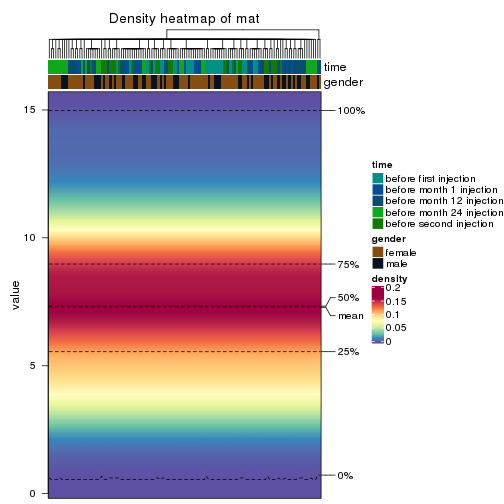 Density heatmap of mat
time
gender
value
15
10
5
0
100%
75%
50%
mean
25%
0%
time
before first injection
before month 1 injection
before month 12 injection
before month 24 injection
before second injection
gender
female
male
density
0.2
0.15
0.1
0.05
0